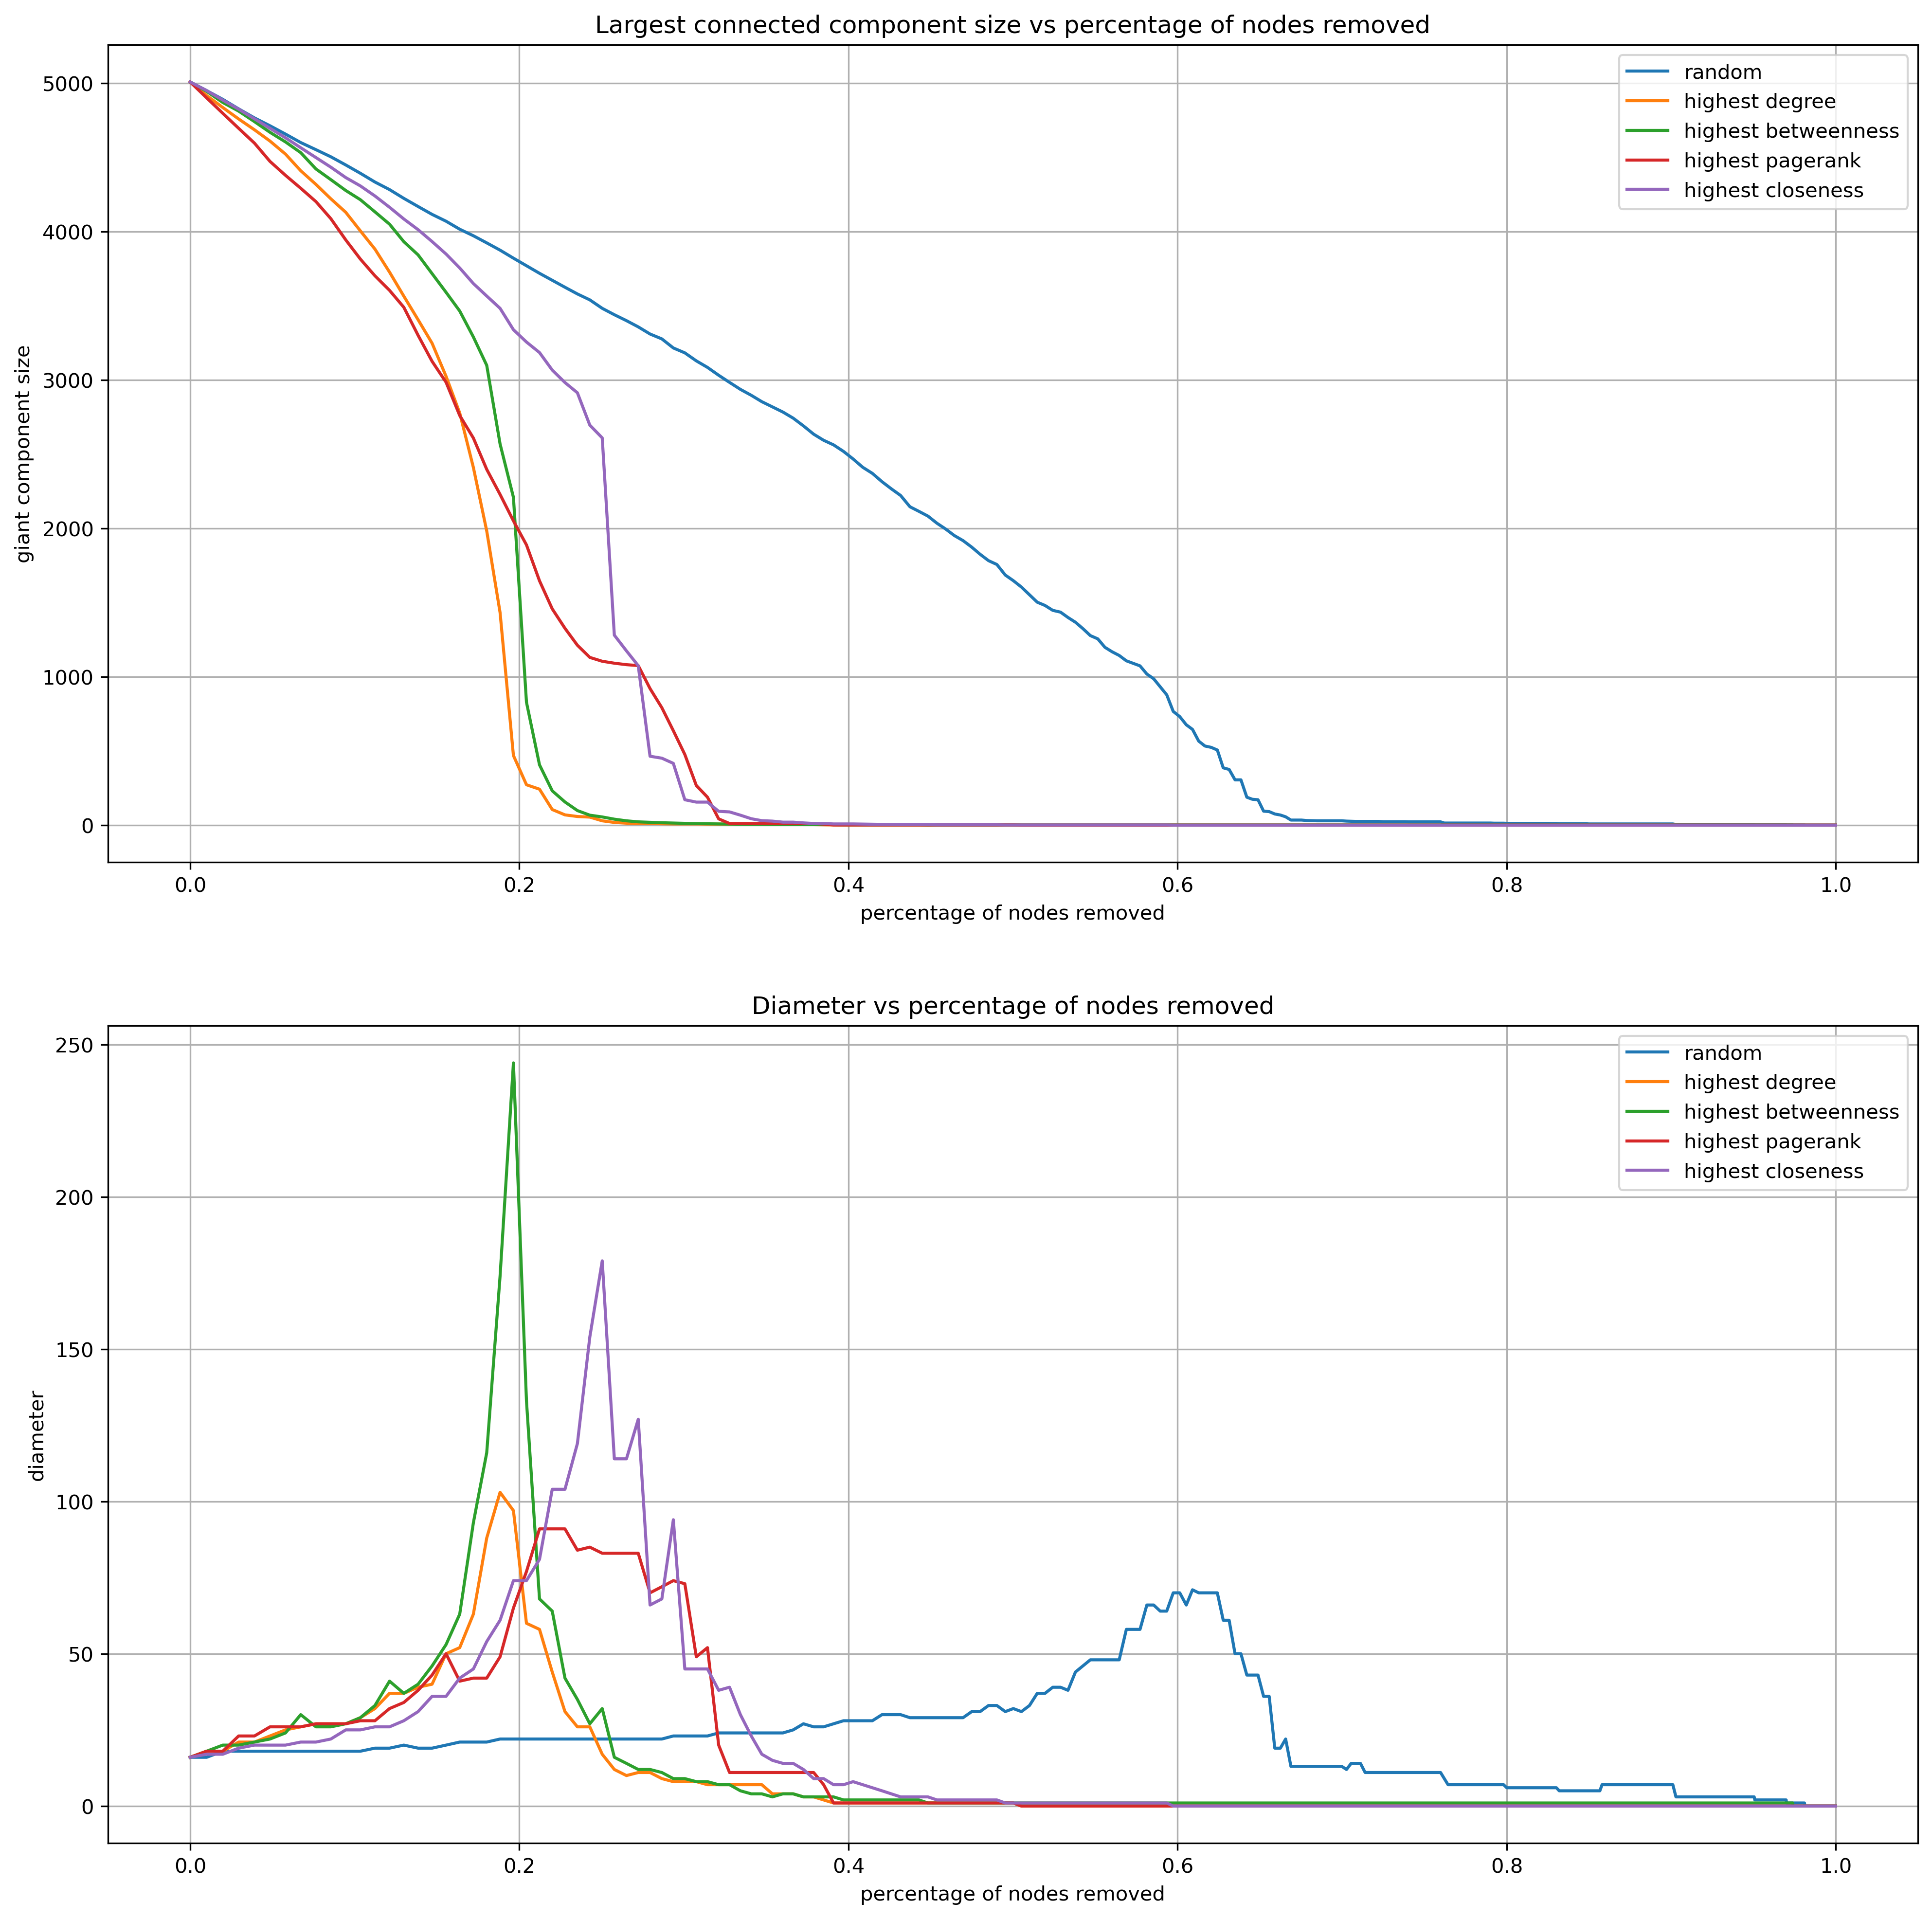 Largest connected component size vs percentage of nodes removed
giant component size
5000
4000
3000
2000
1000
0
random
highest degree
highest betweenness
highest pagerank
highest closeness
0.0 0.2 0.4 0.6 0.8 1.0
percentage of nodes removed
Diameter vs percentage of nodes removed
diameter
250
200
150
100
50
0
random
highest degree
highest betweenness
highest pagerank
highest closeness
0.0 0.2 0.4 0.6 0.8 1.0
percentage of nodes removed